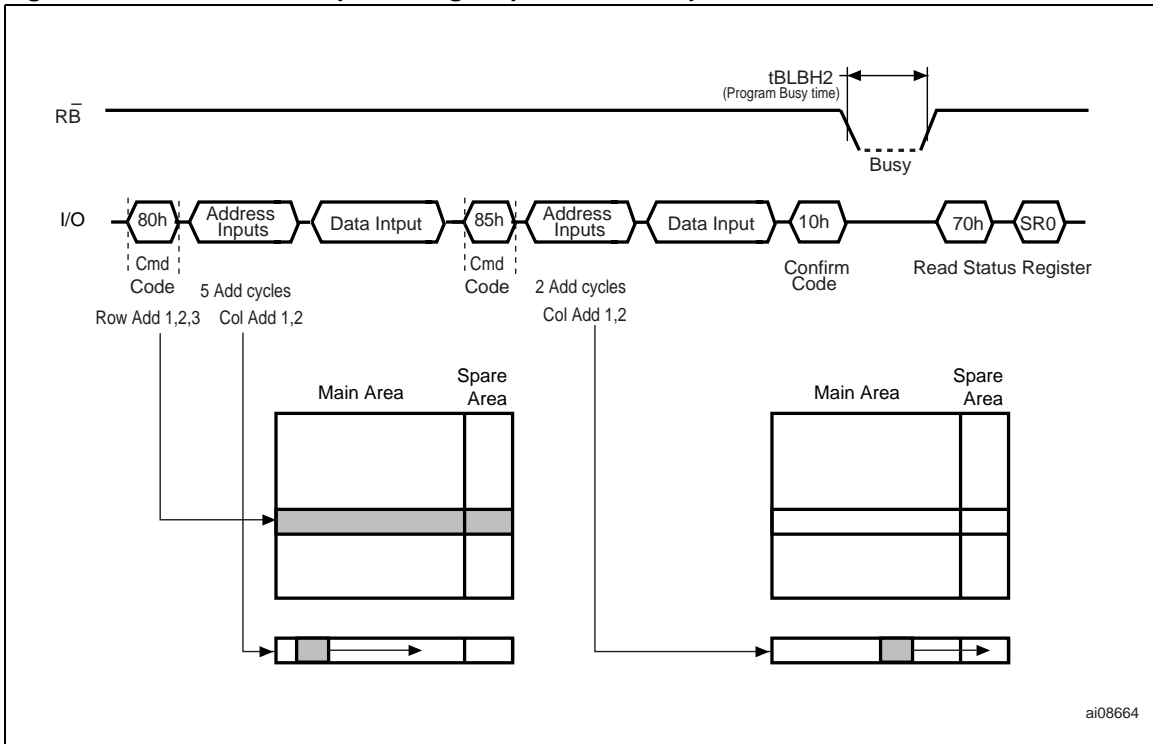 tBLBH2
(Program Busy time)
RB̅
Busy
I/O
80h
Address
Inputs
Data Intput
85h
Address
Inputs
Data Input
10h
70h
SR0
Cmd
Code
Cmd
Code
Confirm
Code
Read Status Register
5 Add cycles
2 Add cycles
Row Add 1,2,3
Col Add 1,2
Col Add 1,2
Main Area
Spare
Area
Main Area
Spare
Area
ai08664